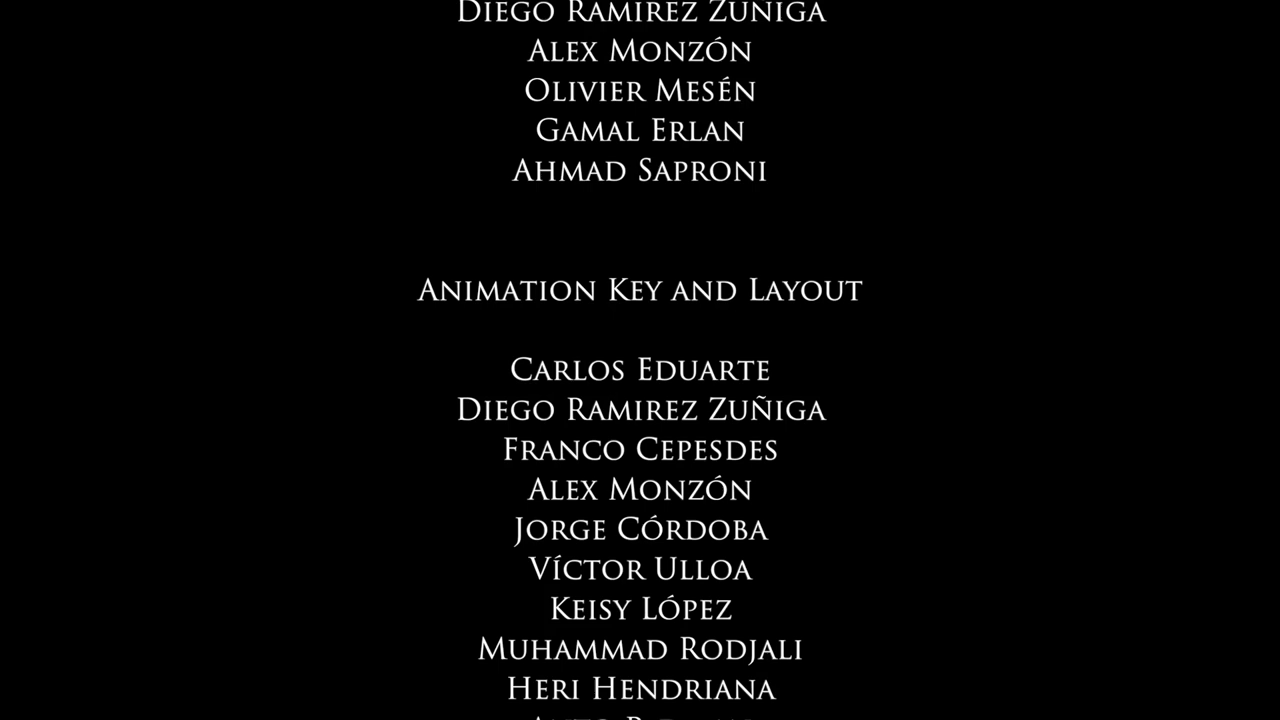 Diego Ramirez Zuñiga
Alex Monzón
Olivier Mesén
Gamal Erlan
Ahmad Saproni
Animation Key and Layout
Carlos Eduarte
Diego Ramirez Zuñiga
Franco Cepesdes
Alex Monzón
Jorge Córdoba
Víctor Ulloa
Keisy López
Muhammad Rodjali
Heri Hendriana